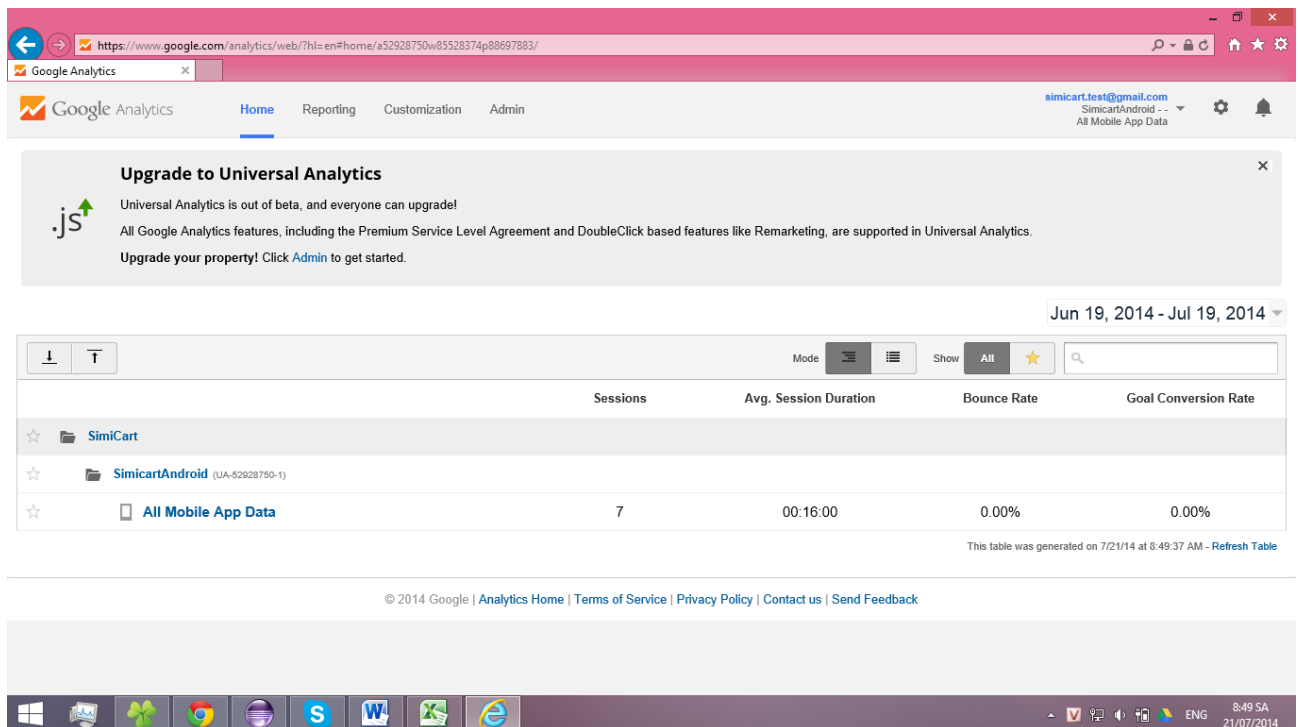 https://www.google.com/analytics/web/?hl=en#home/a52928750w85528374p88697883/
Google Analytics
Google Analytics Home Reporting Customization Admin
simicart.test@gmail.com
SimicartAndroid - -
All Mobile App Data
Upgrade to Universal Analytics
.js
Universal Analytics is out of beta, and everyone can upgrade!
All Google Analytics features, including the Premium Service Level Agreement and DoubleClick based features like Remarketing, are supported in Universal Analytics.
Upgrade your property! Click Admin to get started.
Jun 19, 2014 - Jul 19, 2014
Mode Show All
Sessions Avg. Session Duration Bounce Rate Goal Conversion Rate
SimiCart
SimicartAndroid (UA-52928750-1)
All Mobile App Data 7 00:16:00 0.00% 0.00%
This table was generated on 7/21/14 at 8:49:37 AM - Refresh Table
© 2014 Google | Analytics Home | Terms of Service | Privacy Policy | Contact us | Send Feedback
V ENG 8:49 SA
21/07/2014